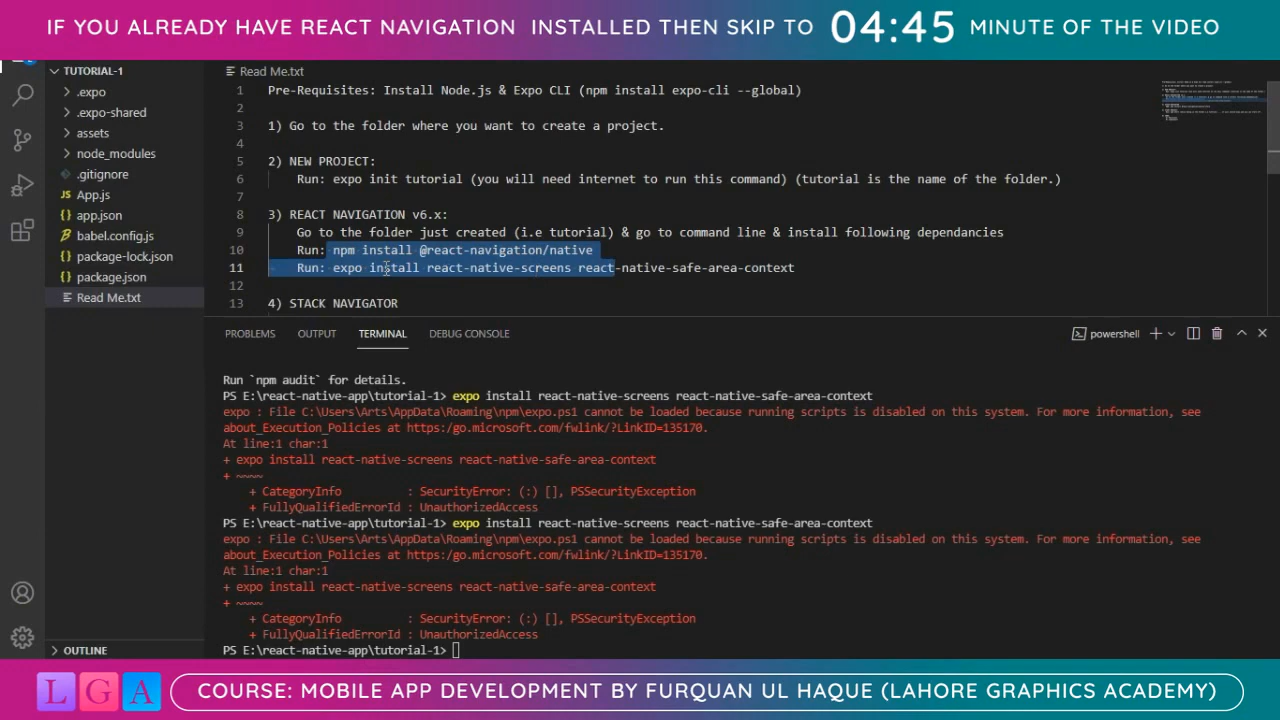 IF YOU ALREADY HAVE REACT NAVIGATION INSTALLED THEN SKIP TO 04:45 MINUTE OF THE VIDEO
TUTORIAL-1
.expo
.expo-shared
assets
node_modules
.gitignore
App.js
app.json
babel.config.js
package-lock.json
package.json
Read Me.txt
OUTLINE
Read Me.txt
1 Pre-Requisites: Install Node.js & Expo CLI (npm install expo-cli --global)
2
3 1) Go to the folder where you want to create a project.
4
5 2) NEW PROJECT:
6 Run: expo init tutorial (you will need internet to run this command) (tutorial is the name of the folder.)
7
8 3) REACT NAVIGATION v6.x:
9 Go to the folder just created (i.e tutorial) & go to command line & install following dependancies
10 Run: npm install @react-navigation/native
11 Run: expo install react-native-screens react-native-safe-area-context
12
13 4) STACK NAVIGATOR
PROBLEMS OUTPUT TERMINAL DEBUG CONSOLE powershell
Run `npm audit` for details.
PS E:\react-native-app\tutorial-1> expo install react-native-screens react-native-safe-area-context
expo : File C:\Users\Arts\AppData\Roaming\npm\expo.ps1 cannot be loaded because running scripts is disabled on this system. For more information, see
about_Execution_Policies at https:/go.microsoft.com/fwlink/?LinkID=135170.
At line:1 char:1
+ expo install react-native-screens react-native-safe-area-context
+ ~~~~
+ CategoryInfo : SecurityError: (:) [], PSSecurityException
+ FullyQualifiedErrorId : UnauthorizedAccess
PS E:\react-native-app\tutorial-1> expo install react-native-screens react-native-safe-area-context
expo : File C:\Users\Arts\AppData\Roaming\npm\expo.ps1 cannot be loaded because running scripts is disabled on this system. For more information, see
about_Execution_Policies at https:/go.microsoft.com/fwlink/?LinkID=135170.
At line:1 char:1
+ expo install react-native-screens react-native-safe-area-context
+ ~~~~
+ CategoryInfo : SecurityError: (:) [], PSSecurityException
+ FullyQualifiedErrorId : UnauthorizedAccess
PS E:\react-native-app\tutorial-1>
LGA COURSE: MOBILE APP DEVELOPMENT BY FURQUAN UL HAQUE (LAHORE GRAPHICS ACADEMY)